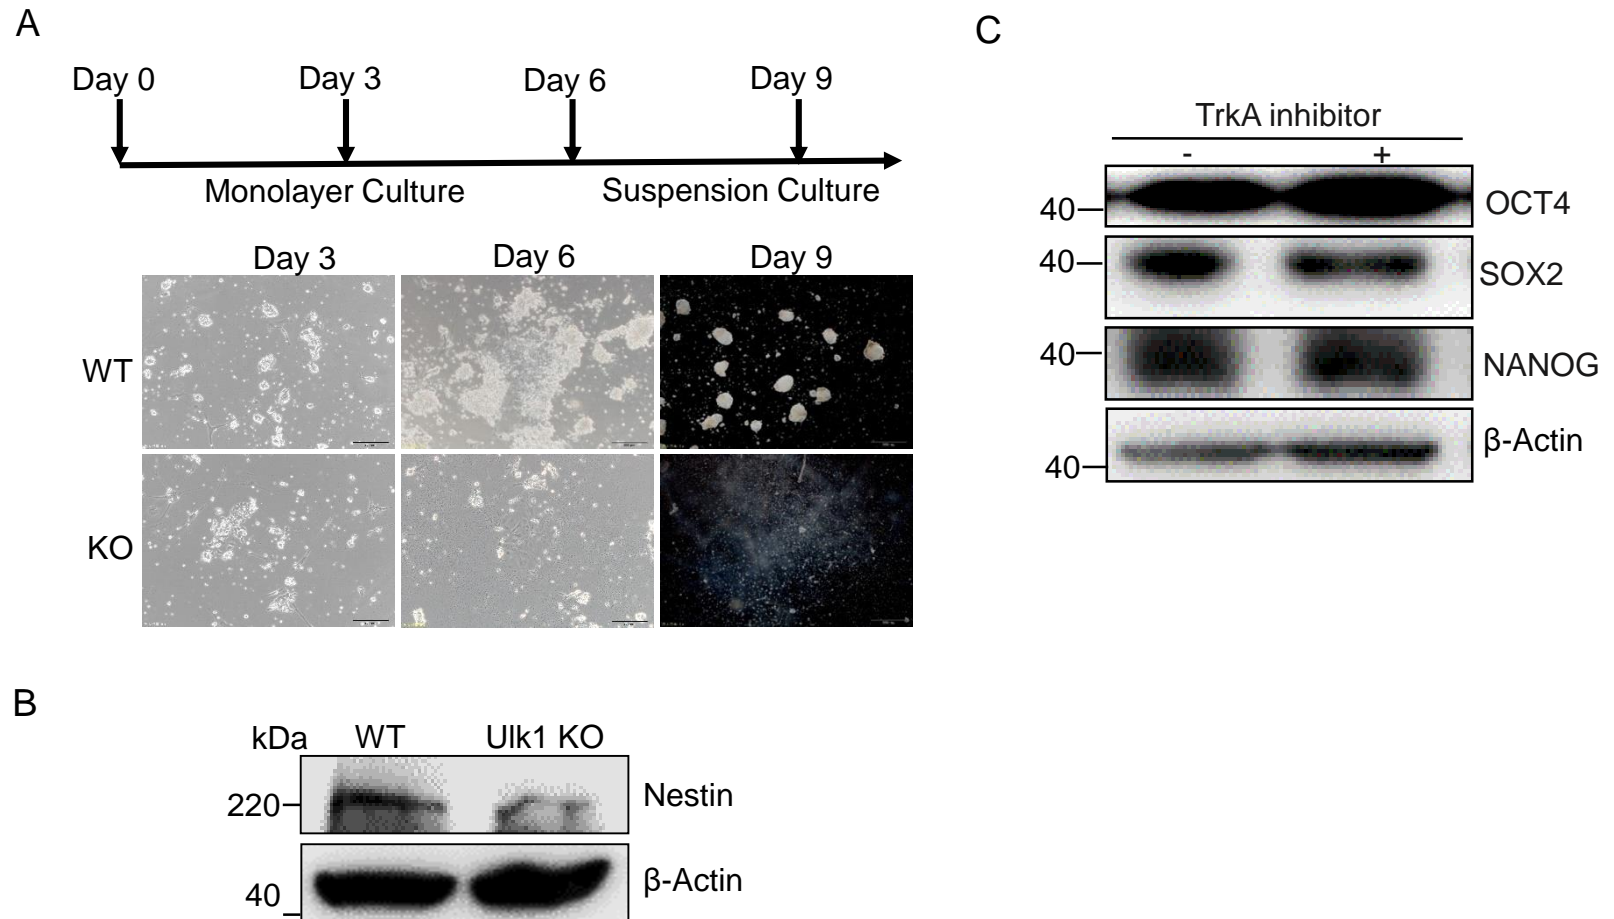 A
Day 0 Day 3 Day 6 Day 9
Monolayer Culture Suspension Culture
Day 3 Day 6 Day 9
WT
KO
B
kDa WT Ulk1 KO
220 Nestin
40 β-Actin
C
TrkA inhibitor
- +
40 OCT4
40 SOX2
40 NANOG
40 β-Actin